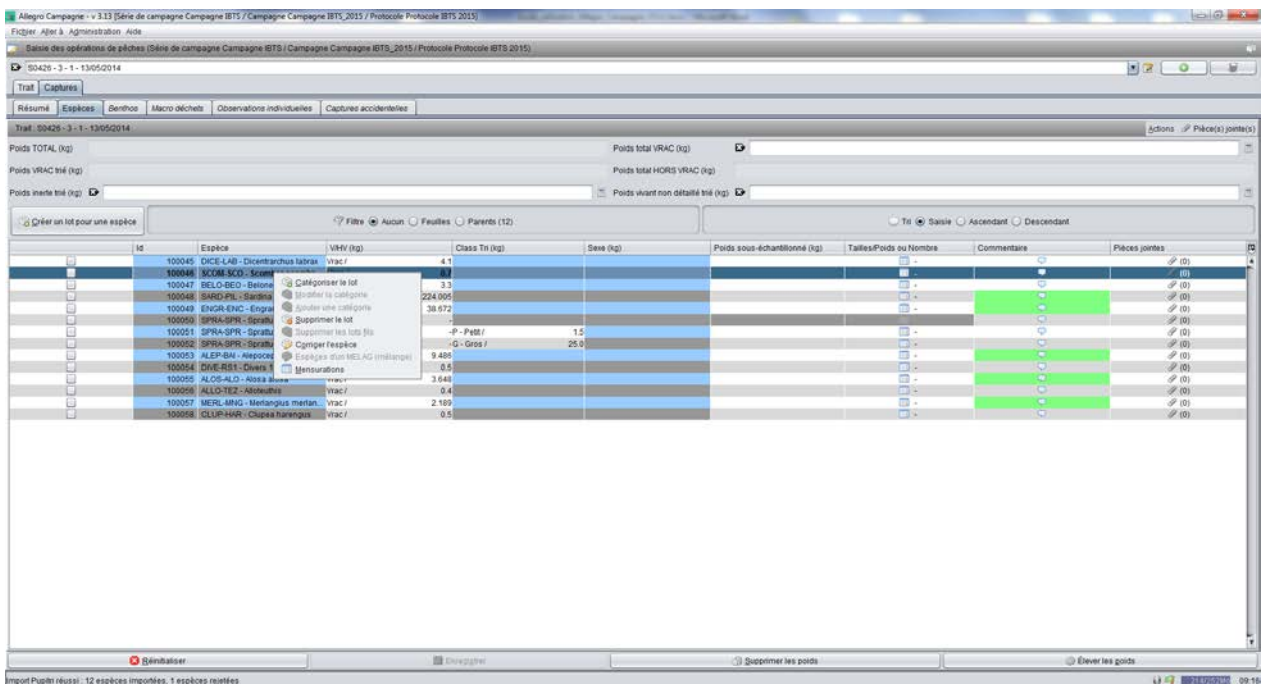 Allegro Campagne - v 3.13 [Série de campagne Campagne IBTS / Campagne Campagne IBTS_2015 / Protocole Protocole IBTS 2015]
Fichier Aller à Administration Aide
Saisie des opérations de pêches (Série de campagne Campagne IBTS / Campagne Campagne IBTS_2015 / Protocole Protocole IBTS 2015)
S0426 - 3 - 1 - 13/05/2014
Trait Captures
Résumé Espèces Benthos Macro déchets Observations individuelles Captures accidentelles
Trait : S0426 - 3 - 1 - 13/05/2014 Actions Pièce(s) jointe(s)
Poids TOTAL (kg) Poids total VRAC (kg)
Poids VRAC trié (kg) Poids total HORS VRAC (kg)
Poids inerte trié (kg) Poids vivant non détaillé trié (kg)
Créer un lot pour une espèce Filtre Aucun Feuilles Parents (12) Tri Saisie Ascendant Descendant
Id Espèce V/HV (kg) Class Tri (kg) Sexe (kg) Poids sous-échantillonné (kg) Tailles/Poids ou Nombre Commentaire Pièces jointes
100045 DICE-LAB - Dicentrarchus labrax Vrac / 4.1 - (0)
100046 SCOM-SCO - Scomb 0.7 - (0)
100047 BELO-BEO - Belone 3.3 - (0)
100048 SARD-PIL - Sardina 224.005 - (0)
100049 ENGR-ENC - Engrau 38.672 - (0)
100050 SPRA-SPR - Sprattu - (0)
100051 SPRA-SPR - Sprattu -P - Petit / 1.5 - (0)
100052 SPRA-SPR - Sprattu -G - Gros / 25.0 - (0)
100053 ALEP-BAI - Alepocep 9.486 - (0)
100054 DIVE-RS1 - Divers 1 0.5 - (0)
100055 ALOS-ALO - Alosa alosa Vrac / 3.648 - (0)
100056 ALLO-TEZ - Alloteuthis Vrac / 0.4 - (0)
100057 MERL-MNG - Merlangius merlan... Vrac / 2.189 - (0)
100058 CLUP-HAR - Clupea harengus Vrac / 0.5 - (0)
Catégoriser le lot
Modifier la catégorie
Ajouter une catégorie
Supprimer le lot
Supprimer les lots fils
Corriger l'espèce
Espèces d'un MELAG (mélange)
Mensurations
Réinitialiser Enregistrer Supprimer les poids Élever les poids
Import Pupitri réussi : 12 espèces importées, 1 espèces rejetées 09:16